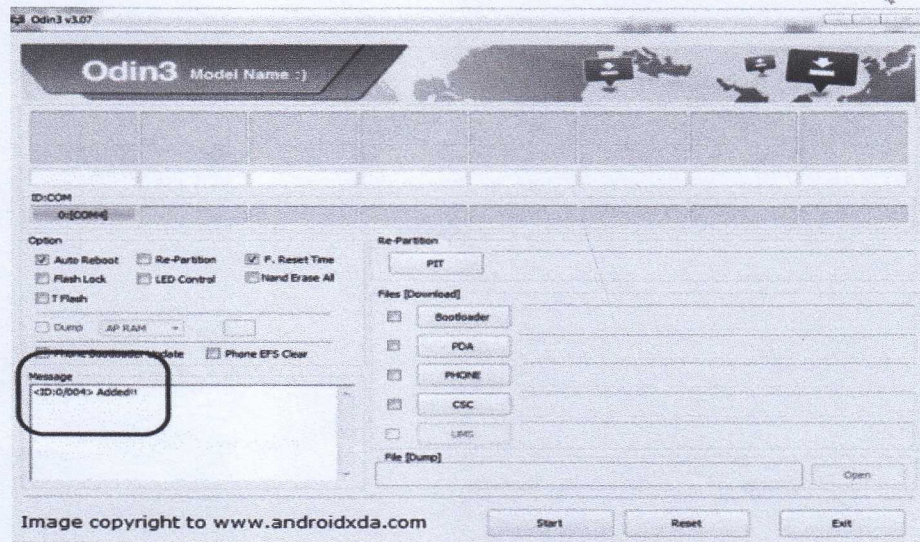 Odin3 v3.07
Odin3 Model Name :)
ID:COM
0:[COM4]
Option
Auto Reboot Re-Partition F. Reset Time
Flash Lock LED Control Nand Erase All
T Flash
Dump AP RAM
Phone Bootloader Update Phone EFS Clear
Message
<ID:0/004> Added!!
Re-Partition
PIT
Files [Download]
Bootloader
PDA
PHONE
CSC
UMS
File [Dump]
Open
Image copyright to www.androidxda.com
Start Reset Exit